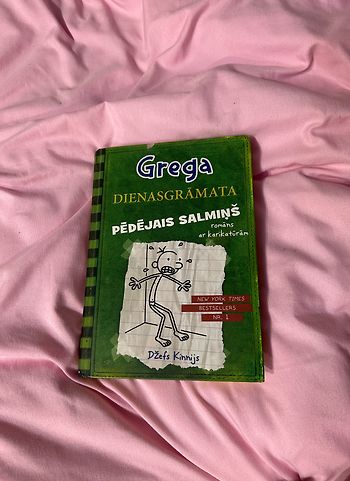 Grega
DIENASGRĀMATA
PĒDĒJAIS SALMIŅŠ
romāns
ar karikatūrām
NEW YORK TIMES
BESTSELLERS
NR. 1
Džefs Kinnijs